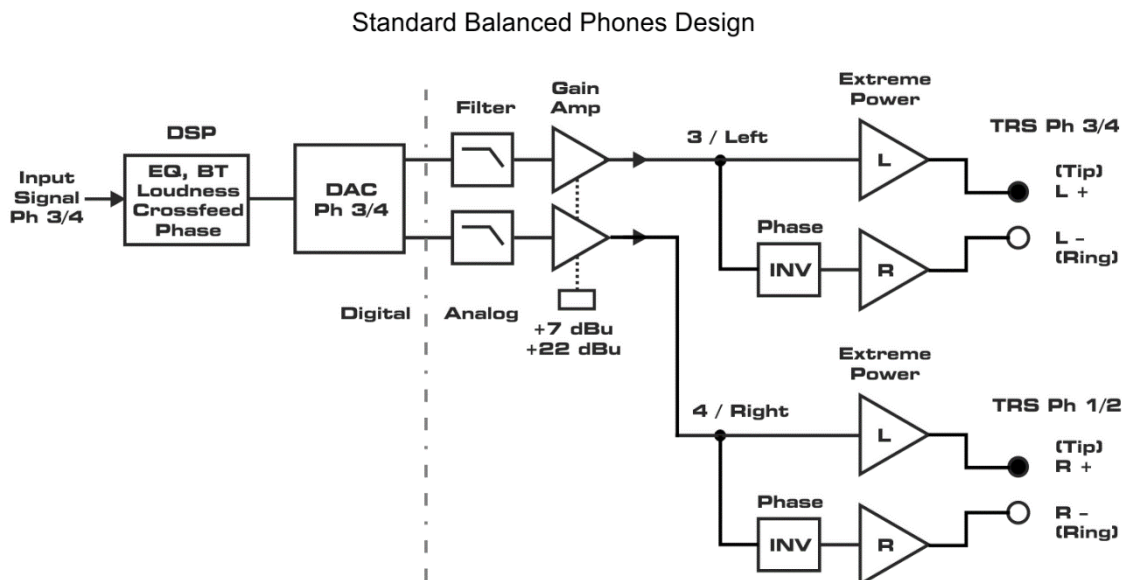 Standard Balanced Phones Design
Input
Signal
Ph 3/4
DSP
EQ, BT
Loudness
Crossfeed
Phase
DAC
Ph 3/4
Digital
Analog
Filter
Gain
Amp
+7 dBu
+22 dBu
3 / Left
Extreme
Power
L
TRS Ph 3/4
(Tip)
L +
Phase
INV
R
L -
(Ring)
4 / Right
Extreme
Power
L
TRS Ph 1/2
(Tip)
R +
Phase
INV
R
R -
(Ring)